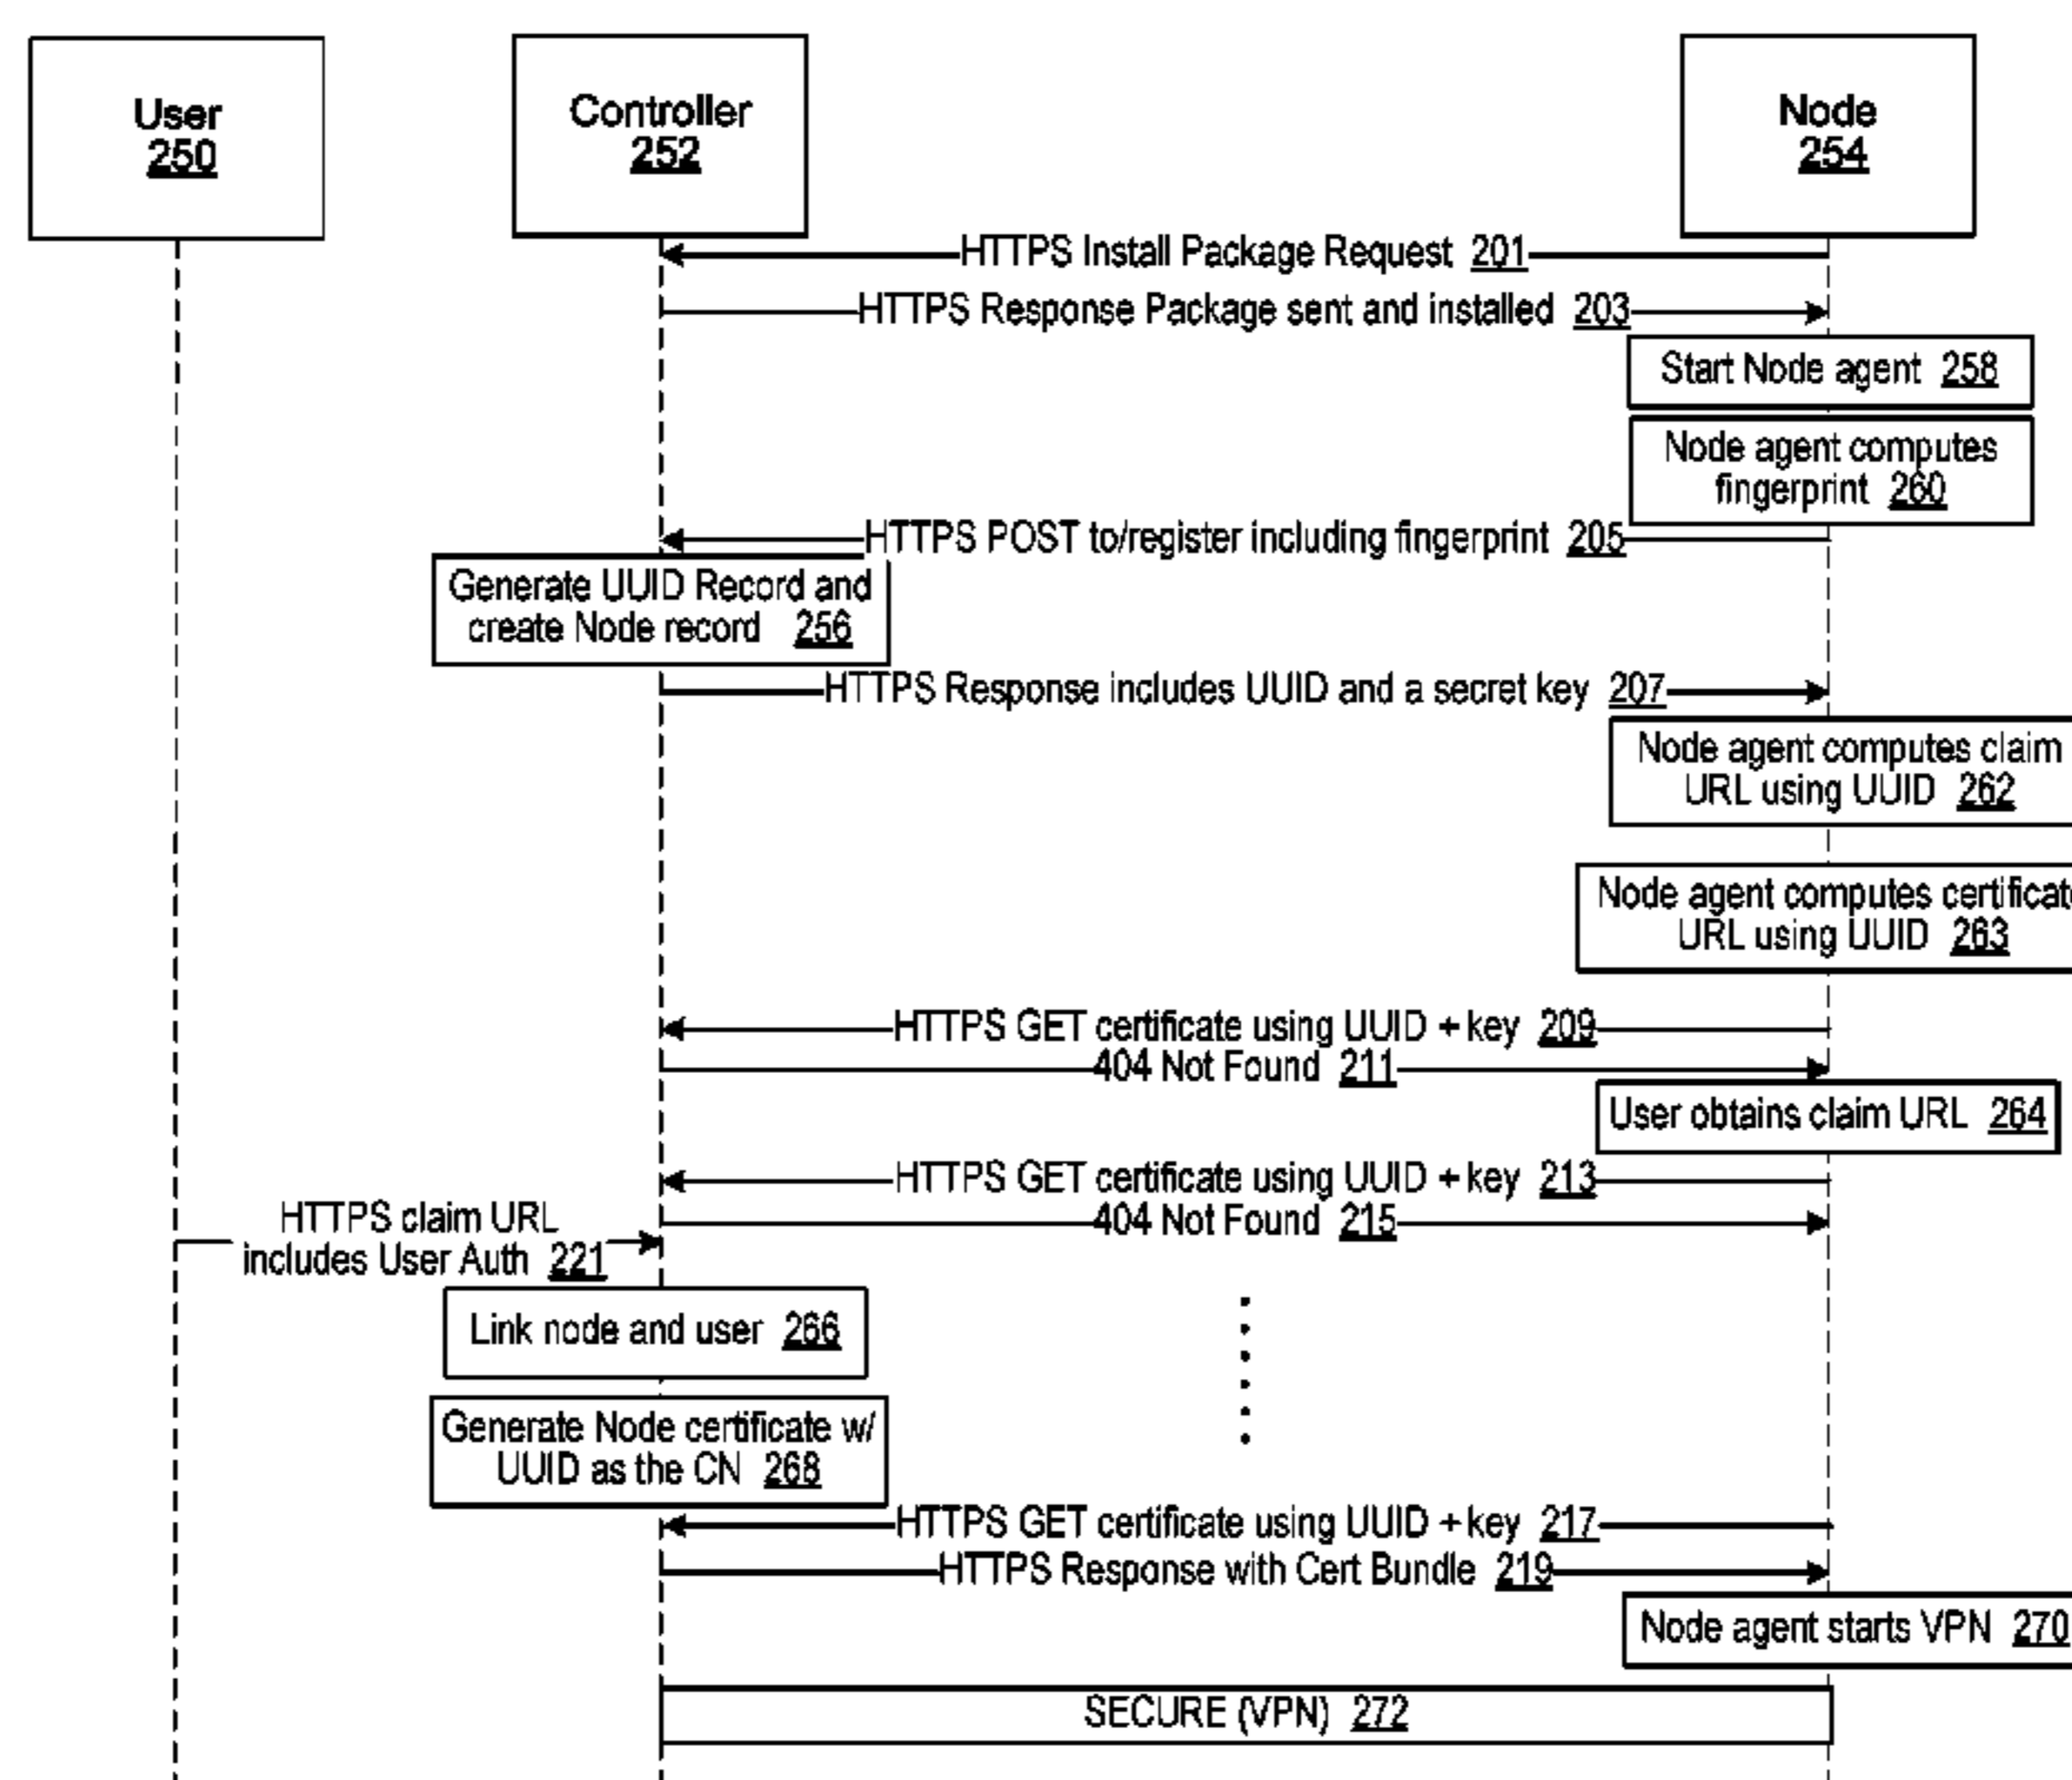 User
250
Controller
252
Node
254
HTTPS Install Package Request 201
HTTPS Response Package sent and installed 203
Start Node agent 258
Node agent computes
fingerprint 260
HTTPS POST to/register including fingerprint 205
Generate UUID Record and
create Node record 256
HTTPS Response includes UUID and a secret key 207
Node agent computes claim
URL using UUID 262
Node agent computes certificate
URL using UUID 263
HTTPS GET certificate using UUID + key 209
404 Not Found 211
User obtains claim URL 264
HTTPS GET certificate using UUID + key 213
404 Not Found 215
HTTPS claim URL
includes User Auth 221
Link node and user 266
Generate Node certificate w/
UUID as the CN 268
HTTPS GET certificate using UUID + key 217
HTTPS Response with Cert Bundle 219
Node agent starts VPN 270
SECURE (VPN) 272